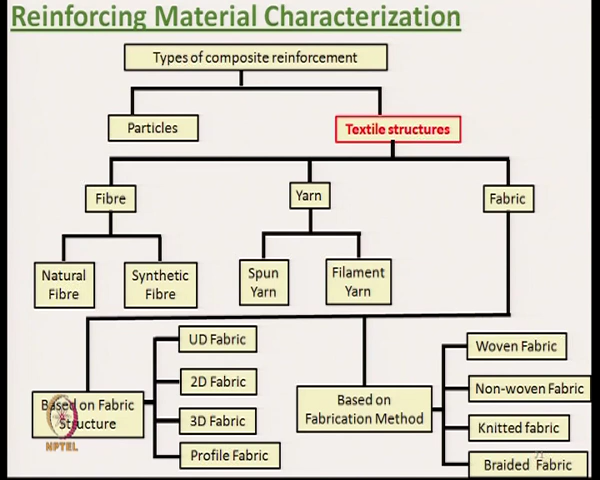 Reinforcing Material Characterization
Types of composite reinforcement
Particles
Textile structures
Fibre
Yarn
Fabric
Natural
Fibre
Synthetic
Fibre
Spun
Yarn
Filament
Yarn
Based on Fabric
Structure
UD Fabric
2D Fabric
3D Fabric
Profile Fabric
Based on
Fabrication Method
Woven Fabric
Non-woven Fabric
Knitted fabric
Braided Fabric
NPTEL